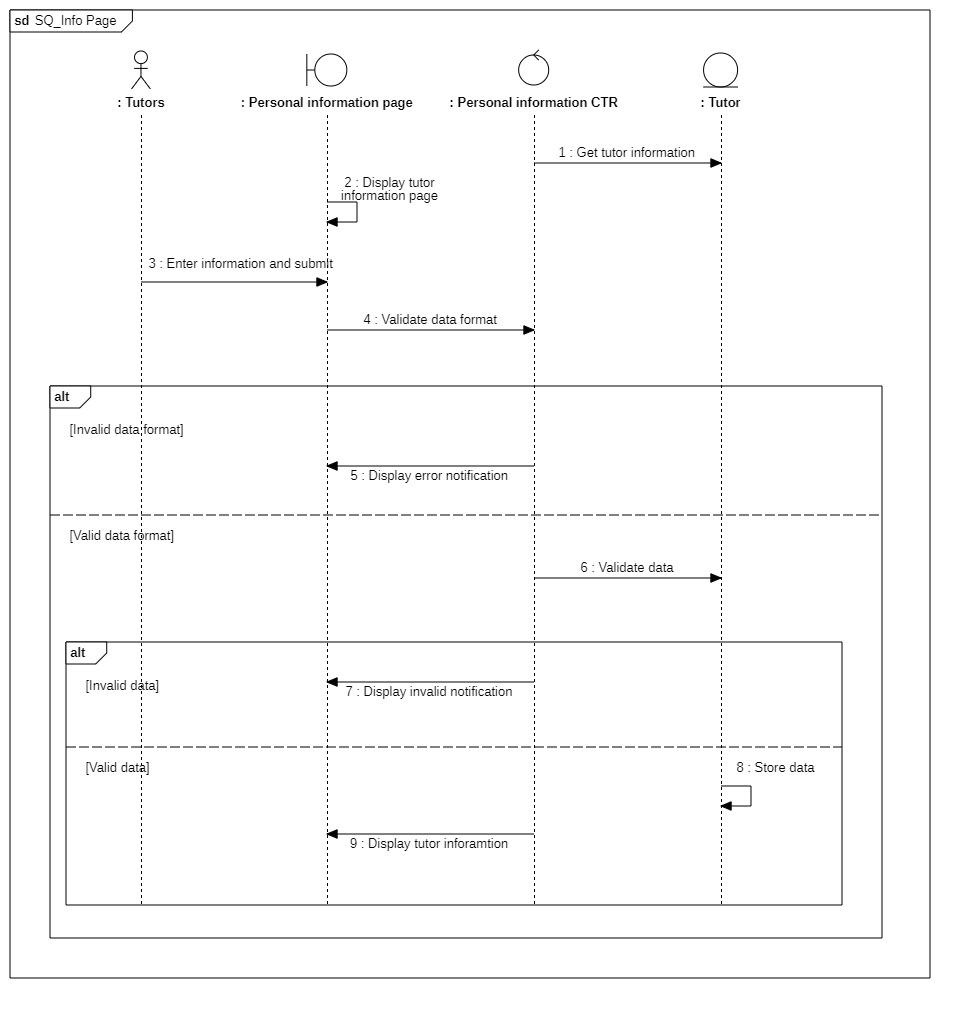 sd SQ_Info Page
: Tutors
: Personal information page
: Personal information CTR
: Tutor
1 : Get tutor information
2 : Display tutor
information page
3 : Enter information and submit
4 : Validate data format
alt
[Invalid data format]
5 : Display error notification
[Valid data format]
6 : Validate data
alt
[Invalid data]
7 : Display invalid notification
[Valid data]
8 : Store data
9 : Display tutor inforamtion